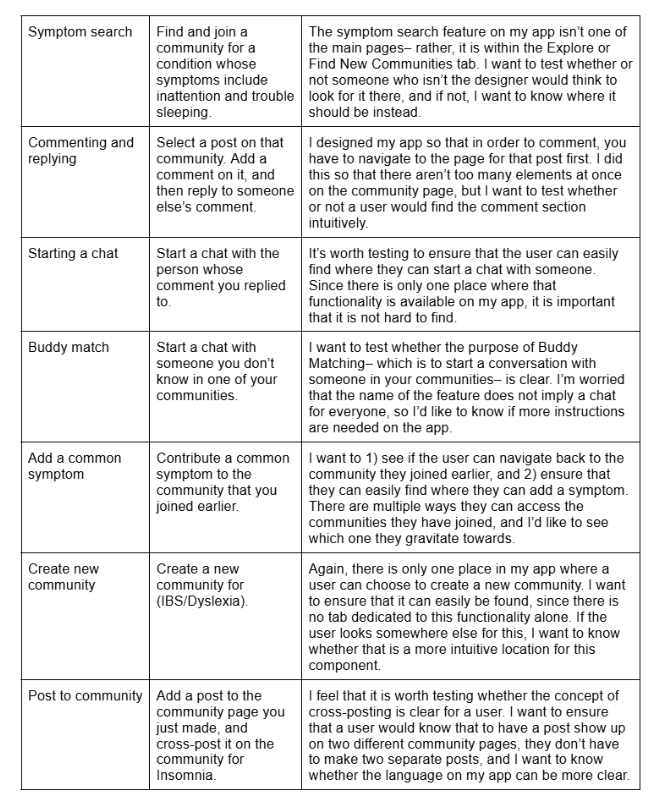 Symptom search
Find and join a
community for a
condition whose
symptoms include
inattention and trouble
sleeping.
The symptom search feature on my app isn’t one of
the main pages– rather, it is within the Explore or
Find New Communities tab. I want to test whether or
not someone who isn’t the designer would think to
look for it there, and if not, I want to know where it
should be instead.
Commenting and
replying
Select a post on that
community. Add a
comment on it, and
then reply to someone
else’s comment.
I designed my app so that in order to comment, you
have to navigate to the page for that post first. I did
this so that there aren’t too many elements at once
on the community page, but I want to test whether
or not a user would find the comment section
intuitively.
Starting a chat
Start a chat with the
person whose
comment you replied
to.
It’s worth testing to ensure that the user can easily
find where they can start a chat with someone.
Since there is only one place where that
functionality is available on my app, it is important
that it is not hard to find.
Buddy match
Start a chat with
someone you don’t
know in one of your
communities.
I want to test whether the purpose of Buddy
Matching– which is to start a conversation with
someone in your communities– is clear. I’m worried
that the name of the feature does not imply a chat
for everyone, so I’d like to know if more instructions
are needed on the app.
Add a common
symptom
Contribute a common
symptom to the
community that you
joined earlier.
I want to 1) see if the user can navigate back to the
community they joined earlier, and 2) ensure that
they can easily find where they can add a symptom.
There are multiple ways they can access the
communities they have joined, and I’d like to see
which one they gravitate towards.
Create new
community
Create a new
community for
(IBS/Dyslexia).
Again, there is only one place in my app where a
user can choose to create a new community. I want
to ensure that it can easily be found, since there is
no tab dedicated to this functionality alone. If the
user looks somewhere else for this, I want to know
whether that is a more intuitive location for this
component.
Post to community
Add a post to the
community page you
just made, and
cross-post it on the
community for
Insomnia.
I feel that it is worth testing whether the concept of
cross-posting is clear for a user. I want to ensure
that a user would know that to have a post show up
on two different community pages, they don’t have
to make two separate posts, and I want to know
whether the language on my app can be more clear.